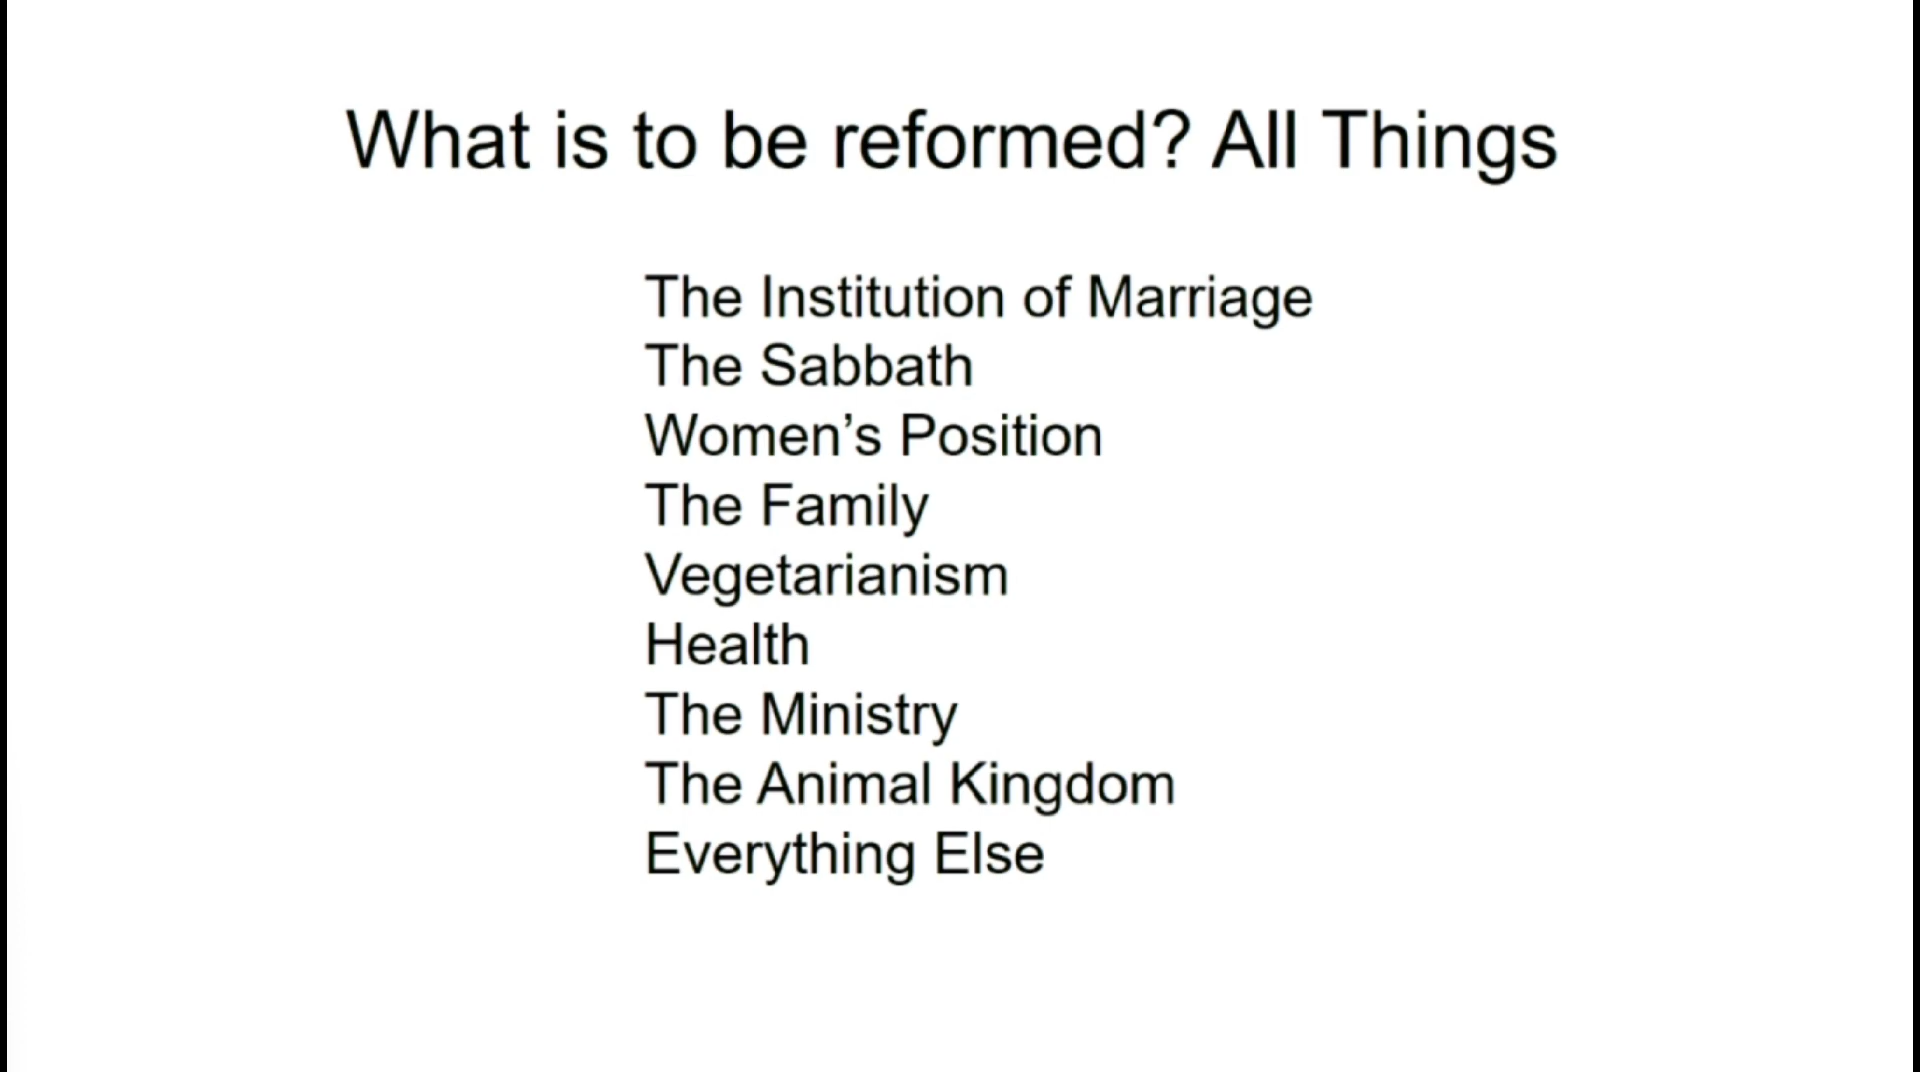 What is to be reformed? All Things
The Institution of Marriage
The Sabbath
Women’s Position
The Family
Vegetarianism
Health
The Ministry
The Animal Kingdom
Everything Else